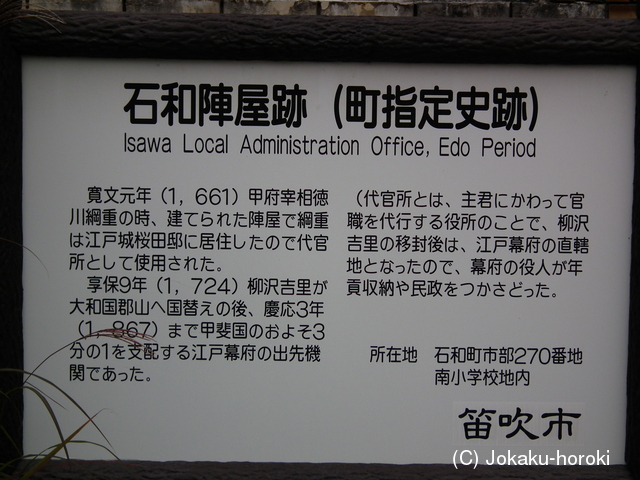 石和陣屋跡(町指定史跡)
Isawa Local Administration Office, Edo Period
寛文元年(1,661)甲府宰相徳
川綱重の時、建てられた陣屋で綱重
は江戸城桜田邸に居住したので代官
所として使用された。
享保9年(1,724)柳沢吉里が
大和国郡山へ国替えの後、慶応3年
(1,867)まで甲斐国のおよそ3
分の1を支配する江戸幕府の出先機
関であった。
(代官所とは、主君にかわって官
職を代行する役所のことで、柳沢
吉里の移封後は、江戸幕府の直轄
地となったので、幕府の役人が年
貢収納や民政をつかさどった。
所在地 石和町市部270番地
南小学校地内
笛吹市
(C) Jokaku-horoki